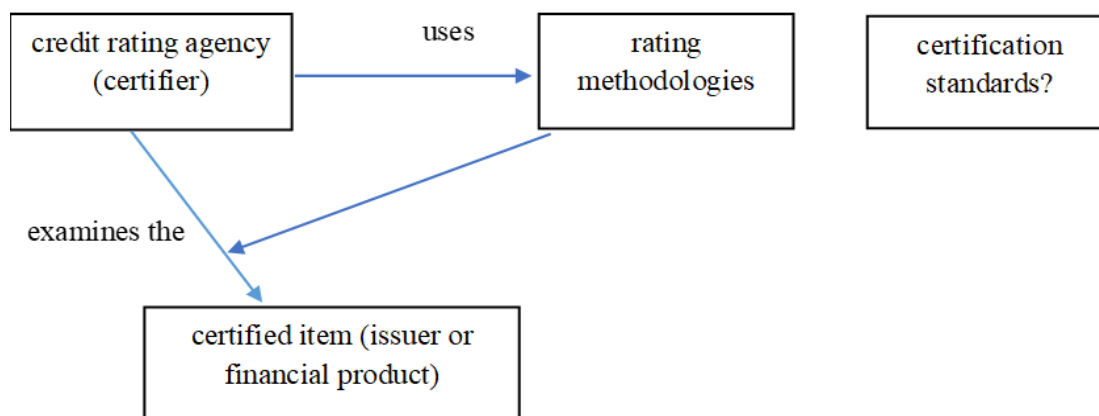 credit rating agency
(certifier)
uses
rating
methodologies
certification
standards?
examines the
certified item (issuer or
financial product)